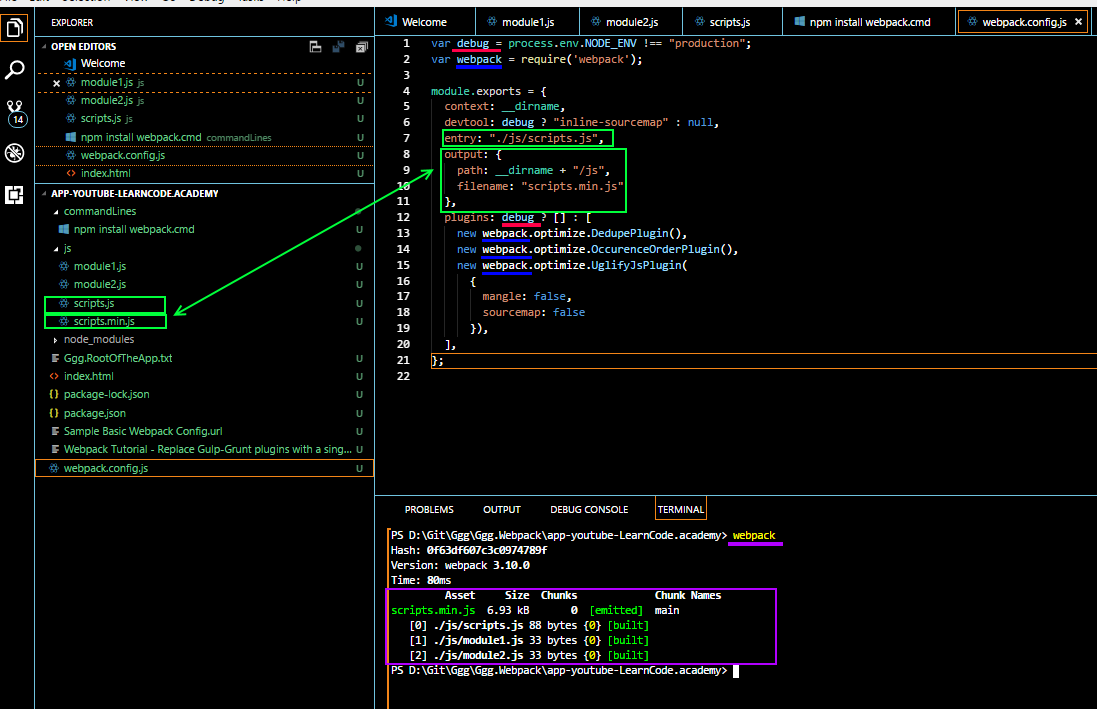 EXPLORER
OPEN EDITORS
Welcome
module1.js js U
module2.js js U
scripts.js js U
npm install webpack.cmd commandLines U
webpack.config.js U
index.html U
14
APP-YOUTUBE-LEARNCODE.ACADEMY
commandLines
npm install webpack.cmd U
js
module1.js U
module2.js U
scripts.js U
scripts.min.js U
node_modules
Ggg.RootOfTheApp.txt U
index.html U
package-lock.json U
package.json U
Sample Basic Webpack Config.url U
Webpack Tutorial - Replace Gulp-Grunt plugins with a sing... U
webpack.config.js U
Welcome module1.js module2.js scripts.js npm install webpack.cmd webpack.config.js
1 var debug = process.env.NODE_ENV !== "production";
2 var webpack = require('webpack');
3
4 module.exports = {
5 context: __dirname,
6 devtool: debug ? "inline-sourcemap" : null,
7 entry: "./js/scripts.js",
8 output: {
9 path: __dirname + "/js",
10 filename: "scripts.min.js"
11 },
12 plugins: debug ? [] : [
13 new webpack.optimize.DedupePlugin(),
14 new webpack.optimize.OccurenceOrderPlugin(),
15 new webpack.optimize.UglifyJsPlugin(
16 {
17 mangle: false,
18 sourcemap: false
19 }),
20 ],
21 };
22
PROBLEMS OUTPUT DEBUG CONSOLE TERMINAL
PS D:\Git\Ggg\Ggg.Webpack\app-youtube-LearnCode.academy> webpack
Hash: 0f63df607c3c0974789f
Version: webpack 3.10.0
Time: 80ms
Asset Size Chunks Chunk Names
scripts.min.js 6.93 kB 0 [emitted] main
[0] ./js/scripts.js 88 bytes {0} [built]
[1] ./js/module1.js 33 bytes {0} [built]
[2] ./js/module2.js 33 bytes {0} [built]
PS D:\Git\Ggg\Ggg.Webpack\app-youtube-LearnCode.academy>